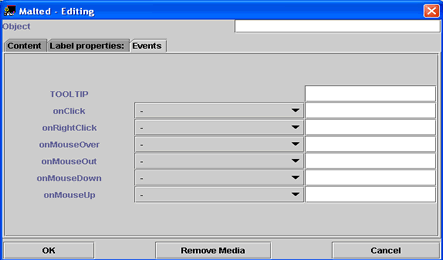 Malted - Editing
Object
Content Label properties: Events
TOOLTIP
onClick -
onRightClick -
onMouseOver -
onMouseOut -
onMouseDown -
onMouseUp -
OK Remove Media Cancel